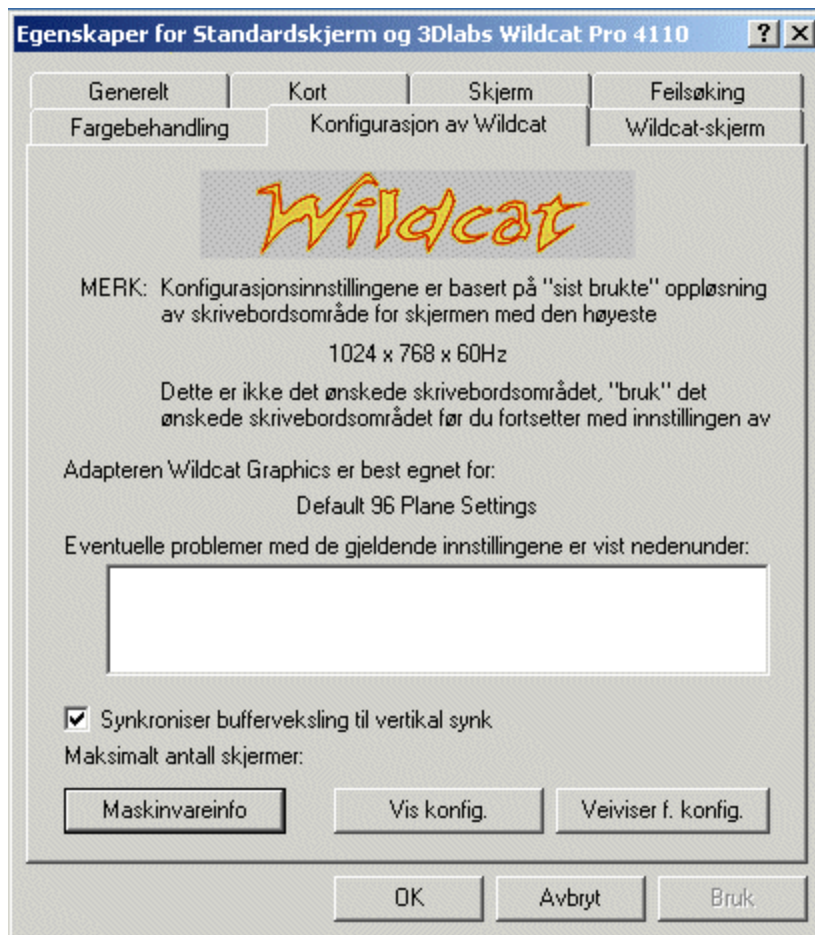 Egenskaper for Standardskjerm og 3Dlabs Wildcat Pro 4110
Generelt
Kort
Skjerm
Feilsøking
Fargebehandling
Konfigurasjon av Wildcat
Wildcat-skjerm
Wildcat
MERK: Konfigurasjonsinnstillingene er basert på "sist brukte" oppløsning
av skrivebordsområde for skjermen med den høyeste
1024 x 768 x 60Hz
Dette er ikke det ønskede skrivebordsområdet, "bruk" det
ønskede skrivebordsområdet før du fortsetter med innstillingen av
Adapteren Wildcat Graphics er best egnet for:
Default 96 Plane Settings
Eventuelle problemer med de gjeldende innstillingene er vist nedenunder:
Synkroniser bufferveksling til vertikal synk
Maksimalt antall skjermer:
Maskinvareinfo
Vis konfig.
Veiviser f. konfig.
OK
Avbryt
Bruk